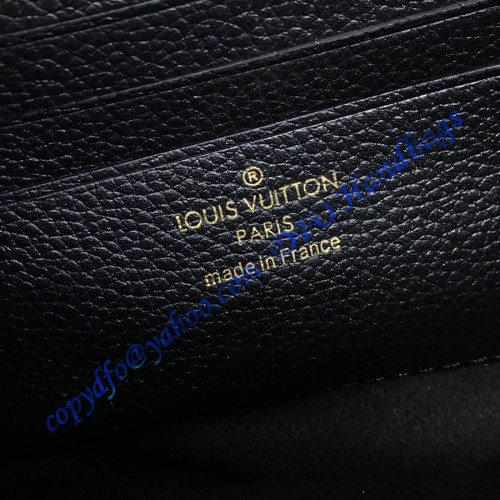 ®
LOUIS VUITTON
PARIS
made in France
copydfo@yahoo.com DFO Handbags